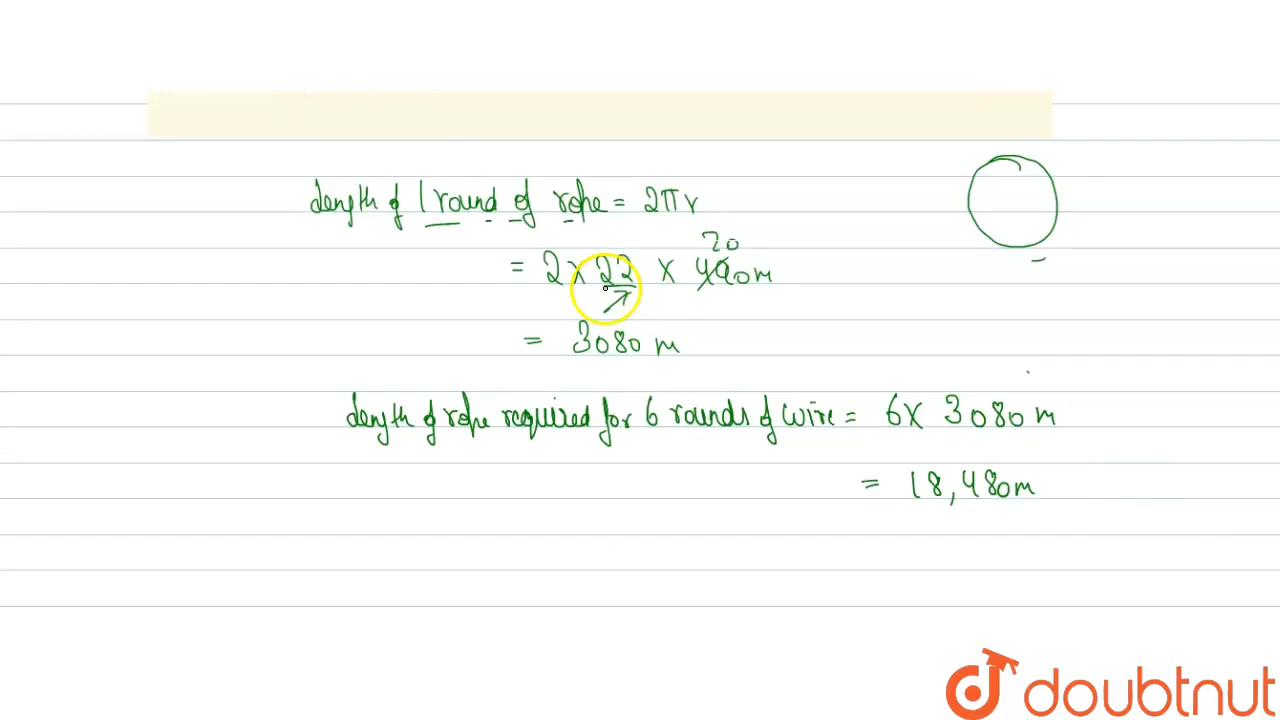 length of 1 round of rope = 2πr
70
= 2 × 22/7 × 490m
= 3080 m
length of rope required for 6 rounds of wire = 6 × 3080 m
= 18,480m
doubtnut